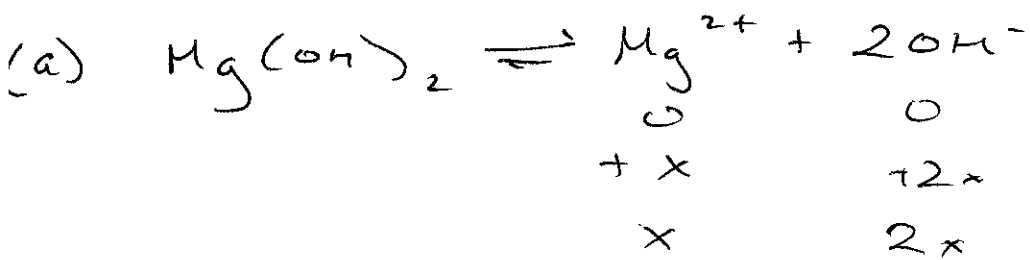 (a) Mg(OH)₂ ⇌ Mg²⁺ + 2OH⁻
0 0
+x +2x
x 2x